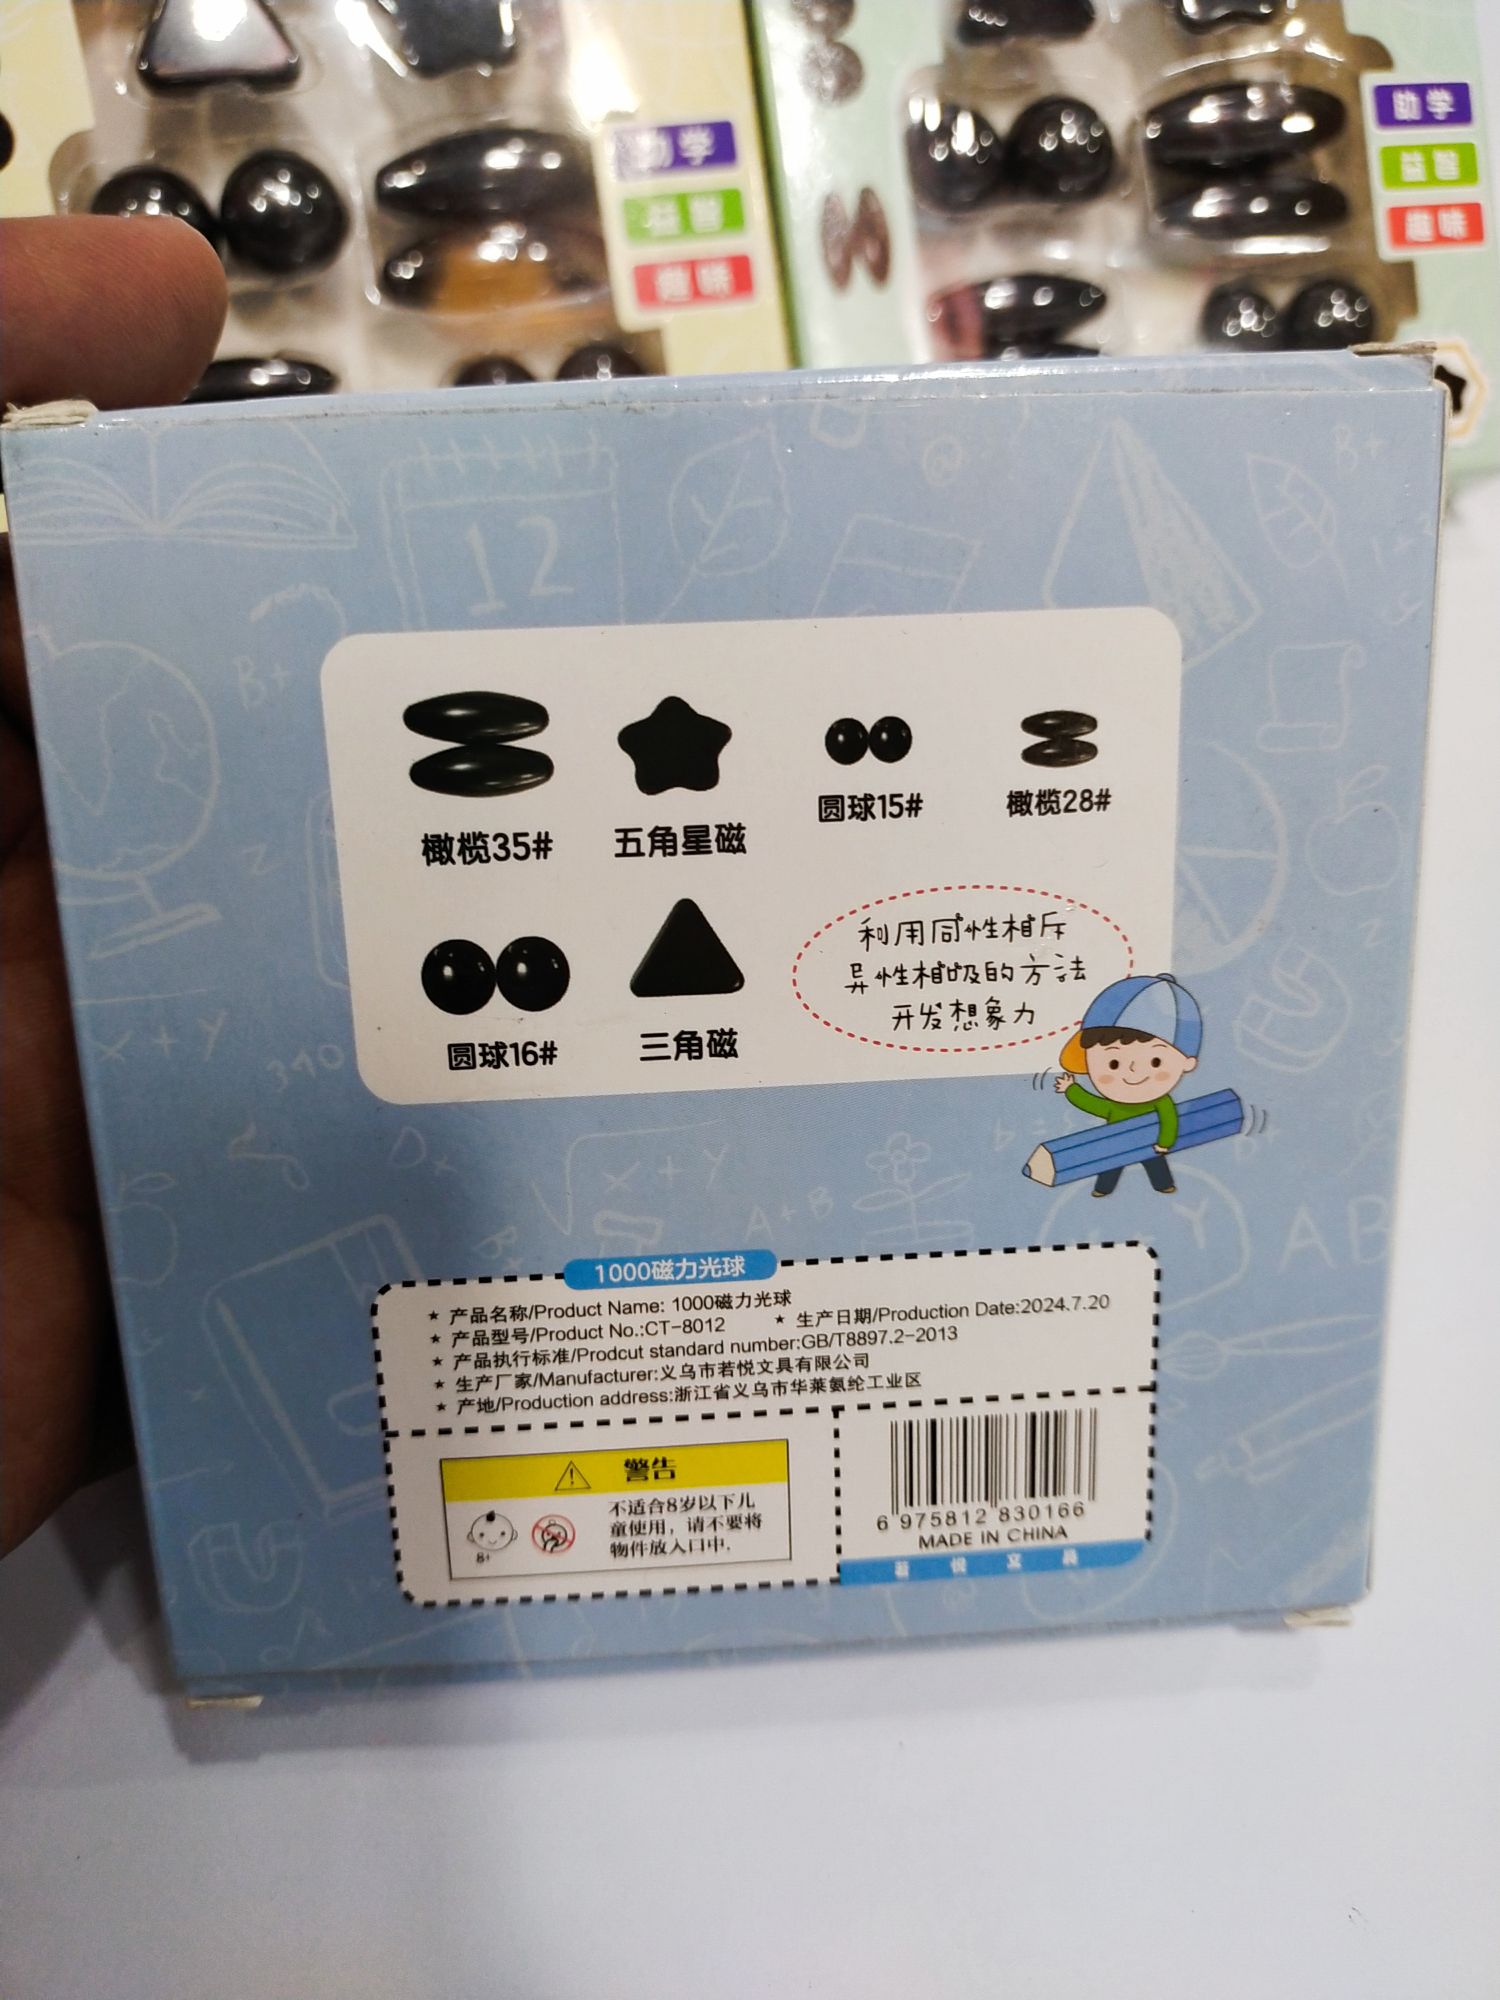 助学
益智
趣味
助学
益智
趣味
12
橄榄35#
五角星磁
圆球15#
橄榄28#
圆球16#
三角磁
利用同性相斥
异性相吸的方法
开发想象力
B+
B+
X+Y
X+Y
A+B
AB
1000磁力光球
★ 产品名称/Product Name: 1000磁力光球
★ 产品型号/Product No.:CT-8012 ★ 生产日期/Production Date:2024.7.20
★ 产品执行标准/Prodcut standard number:GB/T8897.2-2013
★ 生产厂家/Manufacturer:义乌市若悦文具有限公司
★ 产地/Production address:浙江省义乌市华莱氨纶工业区
警告
不适合8岁以下儿
童使用，请不要将
物件放入口中.
8+
6 975812 830166
MADE IN CHINA
若悦文具